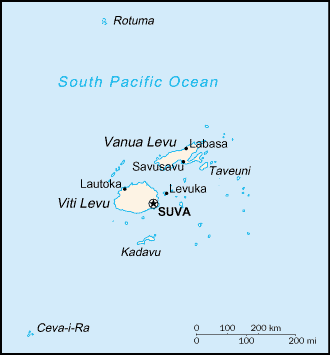 Rotuma
South Pacific Ocean
Vanua Levu
Labasa
Savusavu
Taveuni
Lautoka
Levuka
Viti Levu
SUVA
Kadavu
Ceva-i-Ra
0 100 200 km
0 100 200 mi